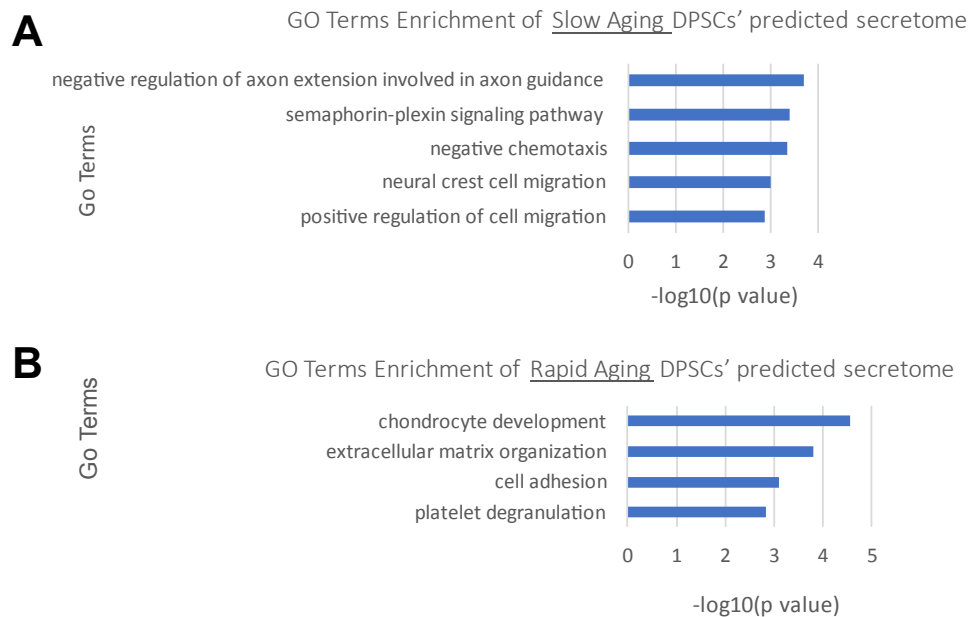 A
GO Terms Enrichment of Slow Aging DPSCs’ predicted secretome
Go Terms
negative regulation of axon extension involved in axon guidance
semaphorin-plexin signaling pathway
negative chemotaxis
neural crest cell migration
positive regulation of cell migration
0 1 2 3 4
-log10(p value)
B
GO Terms Enrichment of Rapid Aging DPSCs’ predicted secretome
Go Terms
chondrocyte development
extracellular matrix organization
cell adhesion
platelet degranulation
0 1 2 3 4 5
-log10(p value)